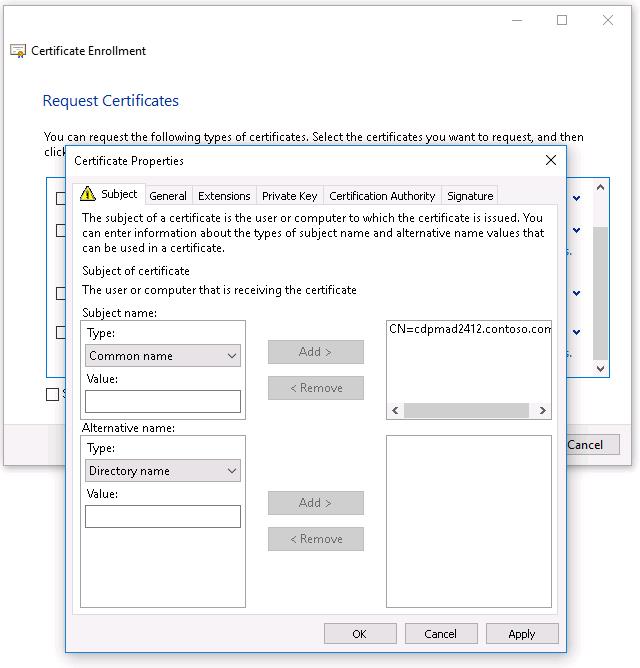 Certificate Enrollment
Request Certificates
You can request the following types of certificates. Select the certificates you want to request, and then
Certificate Properties
Subject General Extensions Private Key Certification Authority Signature
The subject of a certificate is the user or computer to which the certificate is issued. You
can enter information about the types of subject name and alternative name values that
can be used in a certificate.
Subject of certificate
The user or computer that is receiving the certificate
Subject name:
Type:
Common name
Add >
CN=cdpmad2412.contoso.com
Value:
< Remove
Alternative name:
Type:
Directory name
Value:
Add >
< Remove
Cancel
OK Cancel Apply